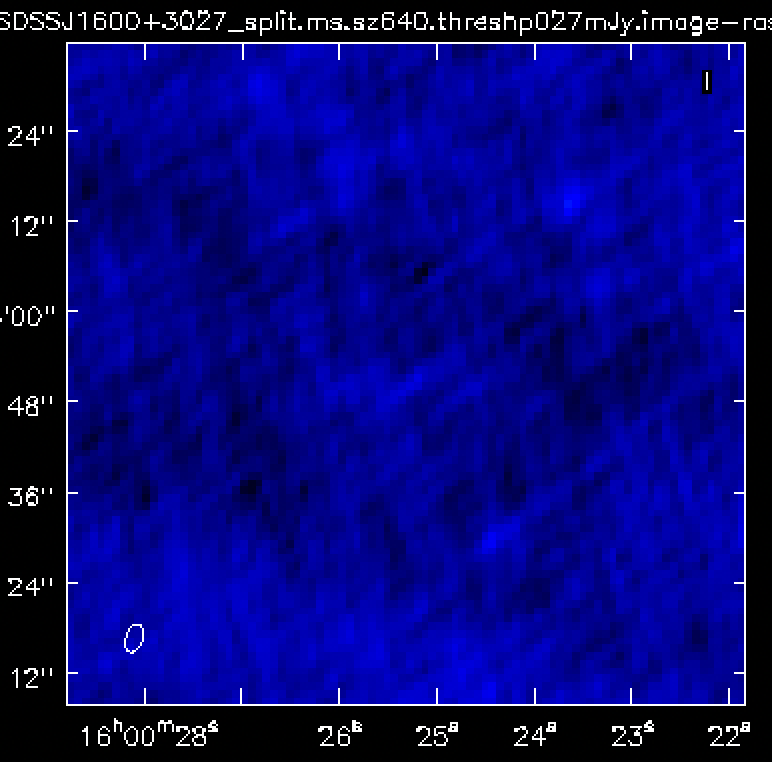 SDSSJ1600+3027_split.ms.sz640.threshp027mJy.image-ras
I
24"
12"
'00"
48"
36"
24"
12"
16h00m28s 26s 25s 24s 23s 22s